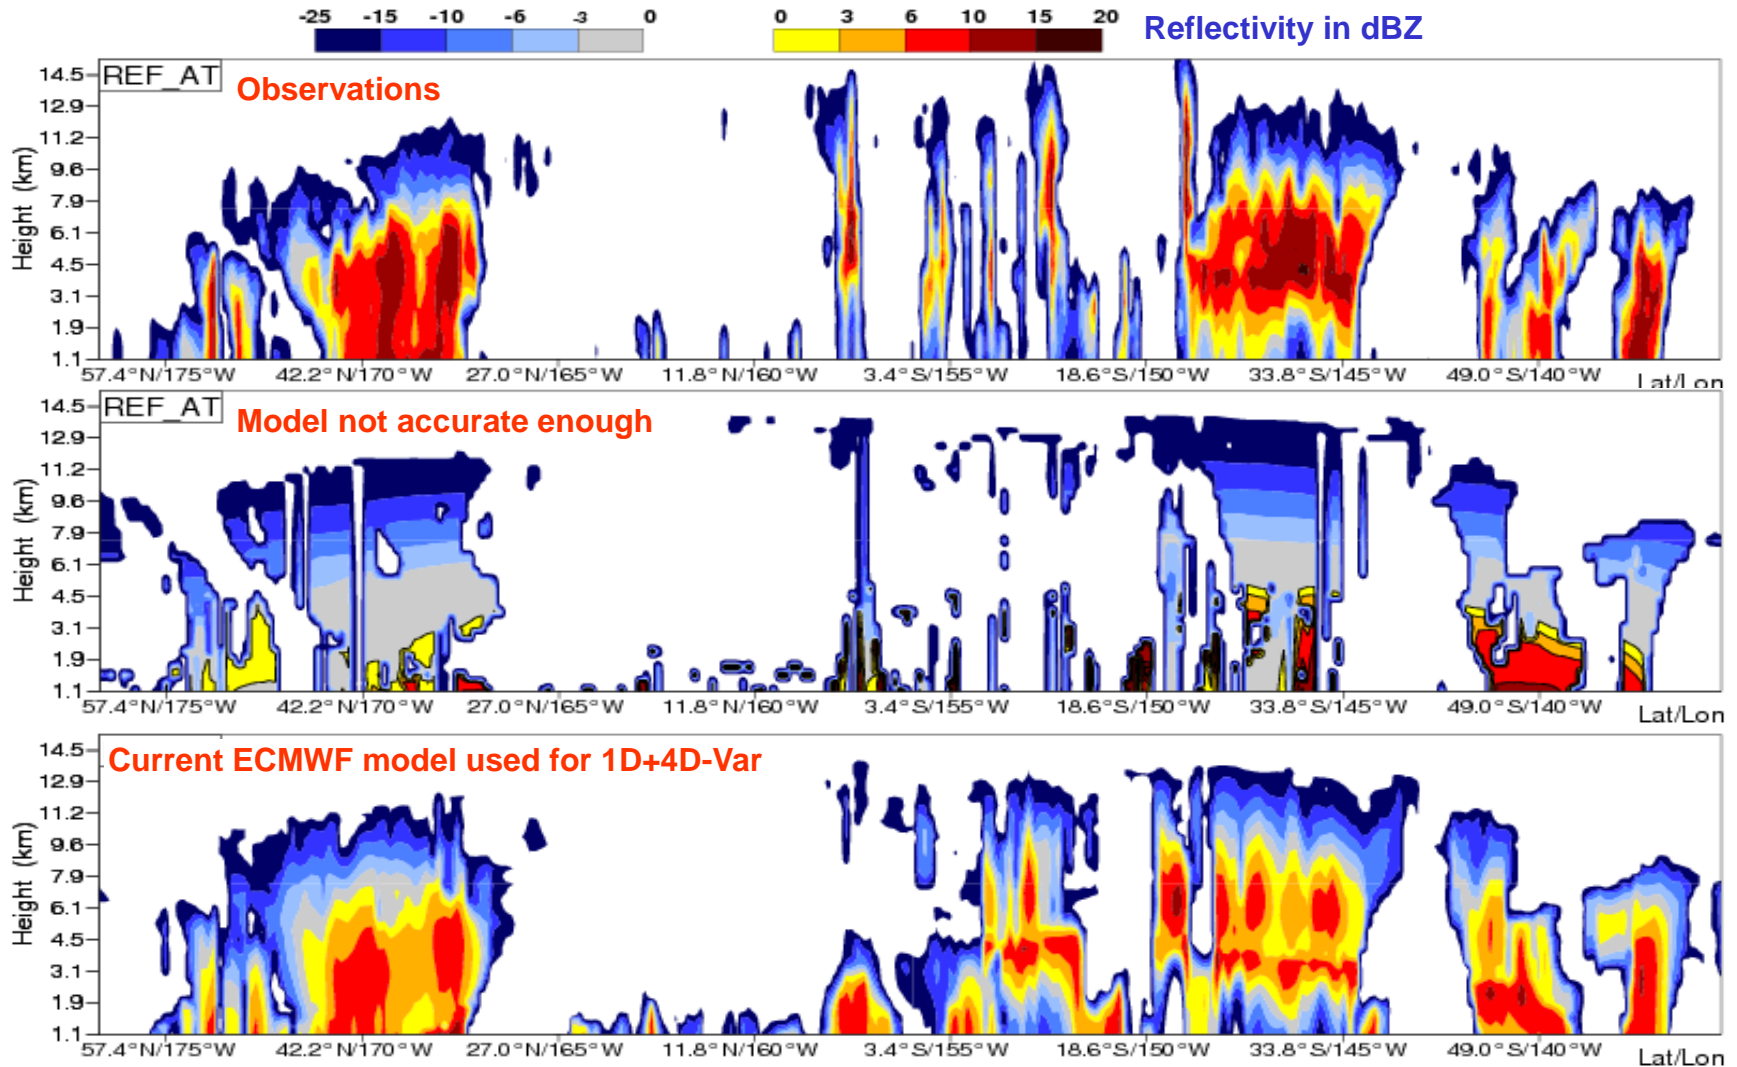 -25 -15 -10 -6 -3 0 0 3 6 10 15 20 Reflectivity in dBZ
REF_AT
Observations
Height (km)
14.5
12.9
11.2
9.6
7.9
6.1
4.5
3.1
1.9
1.1
57.4°N/175°W 42.2°N/170°W 27.0°N/165°W 11.8°N/160°W 3.4°S/155°W 18.6°S/150°W 33.8°S/145°W 49.0°S/140°W Lat/Lon
REF_AT
Model not accurate enough
Height (km)
14.5
12.9
11.2
9.6
7.9
6.1
4.5
3.1
1.9
1.1
57.4°N/175°W 42.2°N/170°W 27.0°N/165°W 11.8°N/160°W 3.4°S/155°W 18.6°S/150°W 33.8°S/145°W 49.0°S/140°W
Lat/Lon
Current ECMWF model used for 1D+4D-Var
Height (km)
14.5
12.9
11.2
9.6
7.9
6.1
4.5
3.1
1.9
1.1
57.4°N/175°W 42.2°N/170°W 27.0°N/165°W 11.8°N/160°W 3.4°S/155°W 18.6°S/150°W 33.8°S/145°W 49.0°S/140°W
Lat/Lon